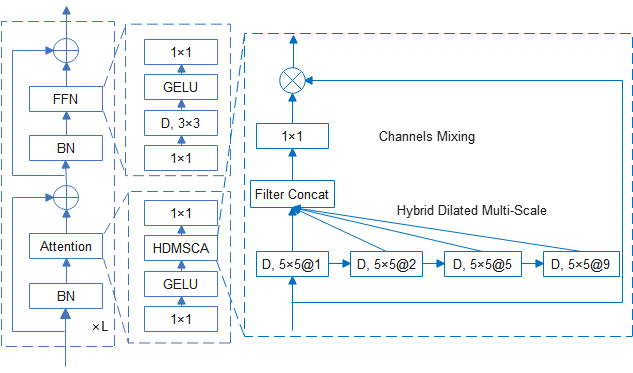 FFN
BN
Attention
BN
×L
1×1
GELU
D, 3×3
1×1
1×1
HDMSCA
GELU
1×1
1×1
Channels Mixing
Filter Concat
Hybrid Dilated Multi-Scale
D, 5×5@1
D, 5×5@2
D, 5×5@5
D, 5×5@9